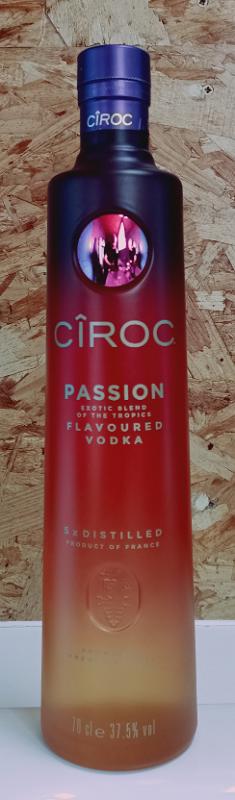 CÎROC
CÎROC
PASSION
EXOTIC BLEND
OF THE TROPICS
FLAVOURED
VODKA
5 x DISTILLED
PRODUCT OF FRANCE
70 cl e 37.5% vol